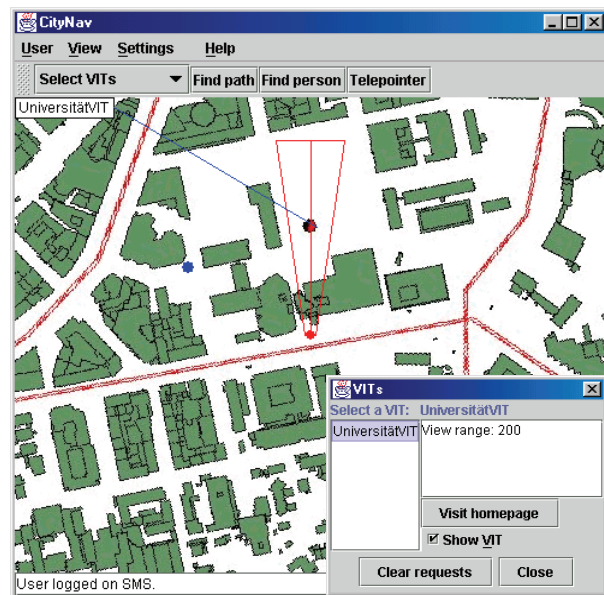 CityNav
User View Settings Help
Select VITs Find path Find person Telepointer
UniversitätVIT
VITs
Select a VIT: UniversitätVIT
UniversitätVIT View range: 200
Visit homepage
Show VIT
Clear requests Close
User logged on SMS.